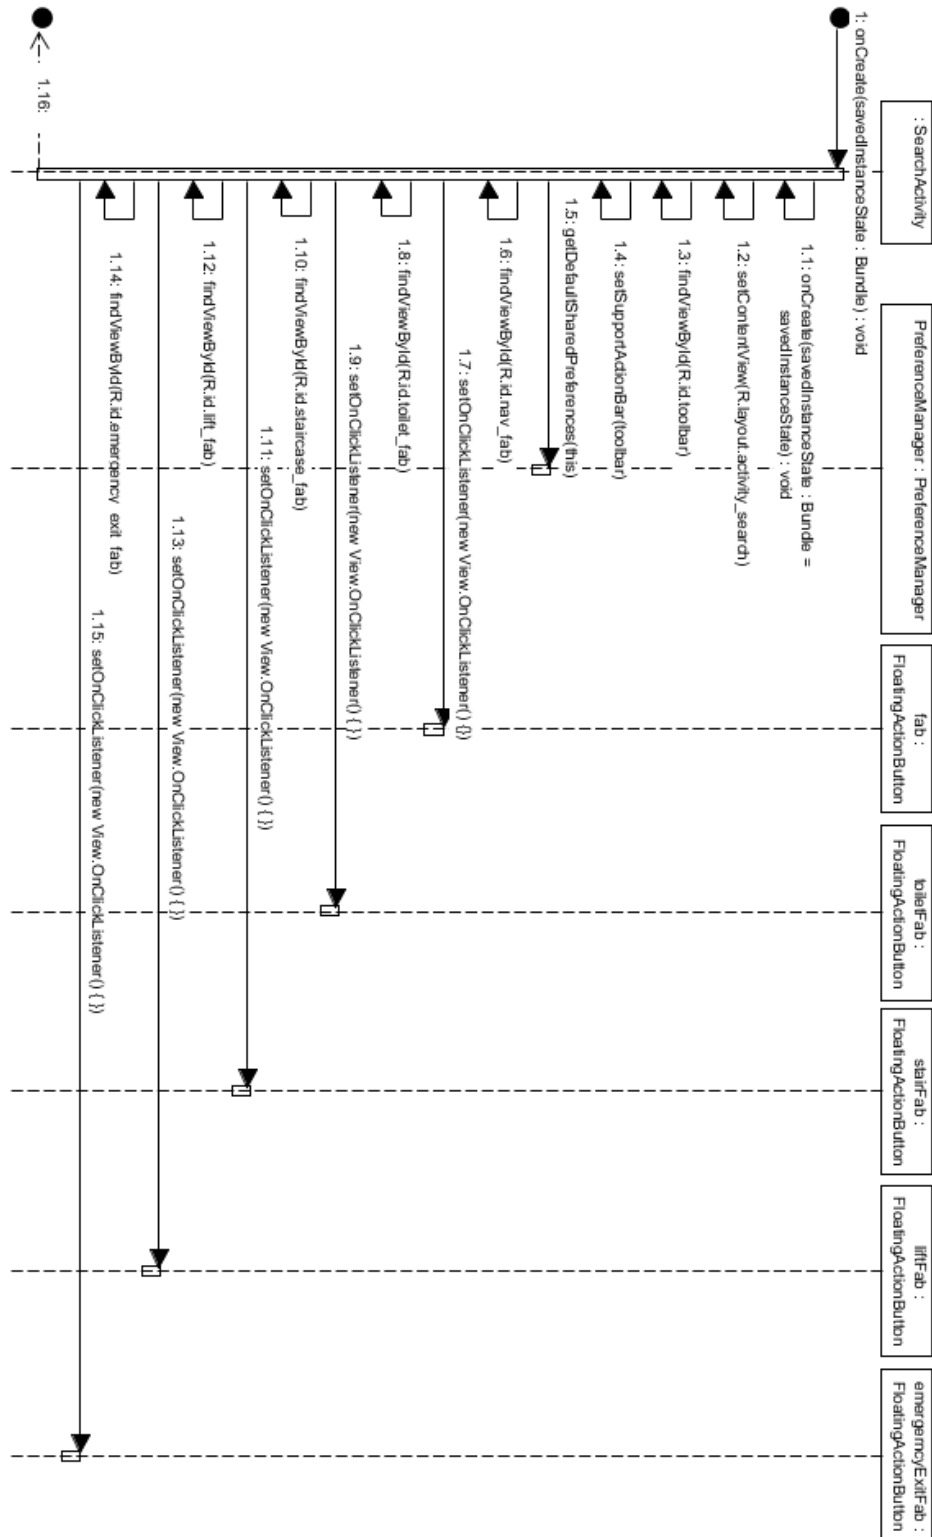 : SearchActivity
PreferenceManager : PreferenceManager
fab :
FloatingActionButton
toiletFab :
FloatingActionButton
stairFab :
FloatingActionButton
liftFab :
FloatingActionButton
emergencyExitFab :
FloatingActionButton
1: onCreate(savedInstanceState : Bundle) : void
1.1: onCreate(savedInstanceState : Bundle =
savedInstanceState) : void
1.2: setContentView(R.layout.activity_search)
1.3: findViewById(R.id.toolbar)
1.4: setSupportActionBar(toolbar)
1.5: getDefaultSharedPreferences(this)
1.6: findViewById(R.id.nav_fab)
1.7: setOnClickListener(new View.OnClickListener() {})
1.8: findViewById(R.id.toilet_fab)
1.9: setOnClickListener(new View.OnClickListener() { })
1.10: findViewById(R.id.staircase_fab)
1.11: setOnClickListener(new View.OnClickListener() { })
1.12: findViewById(R.id.lift_fab)
1.13: setOnClickListener(new View.OnClickListener() { })
1.14: findViewById(R.id.emergency_exit_fab)
1.15: setOnClickListener(new View.OnClickListener() { })
1.16: